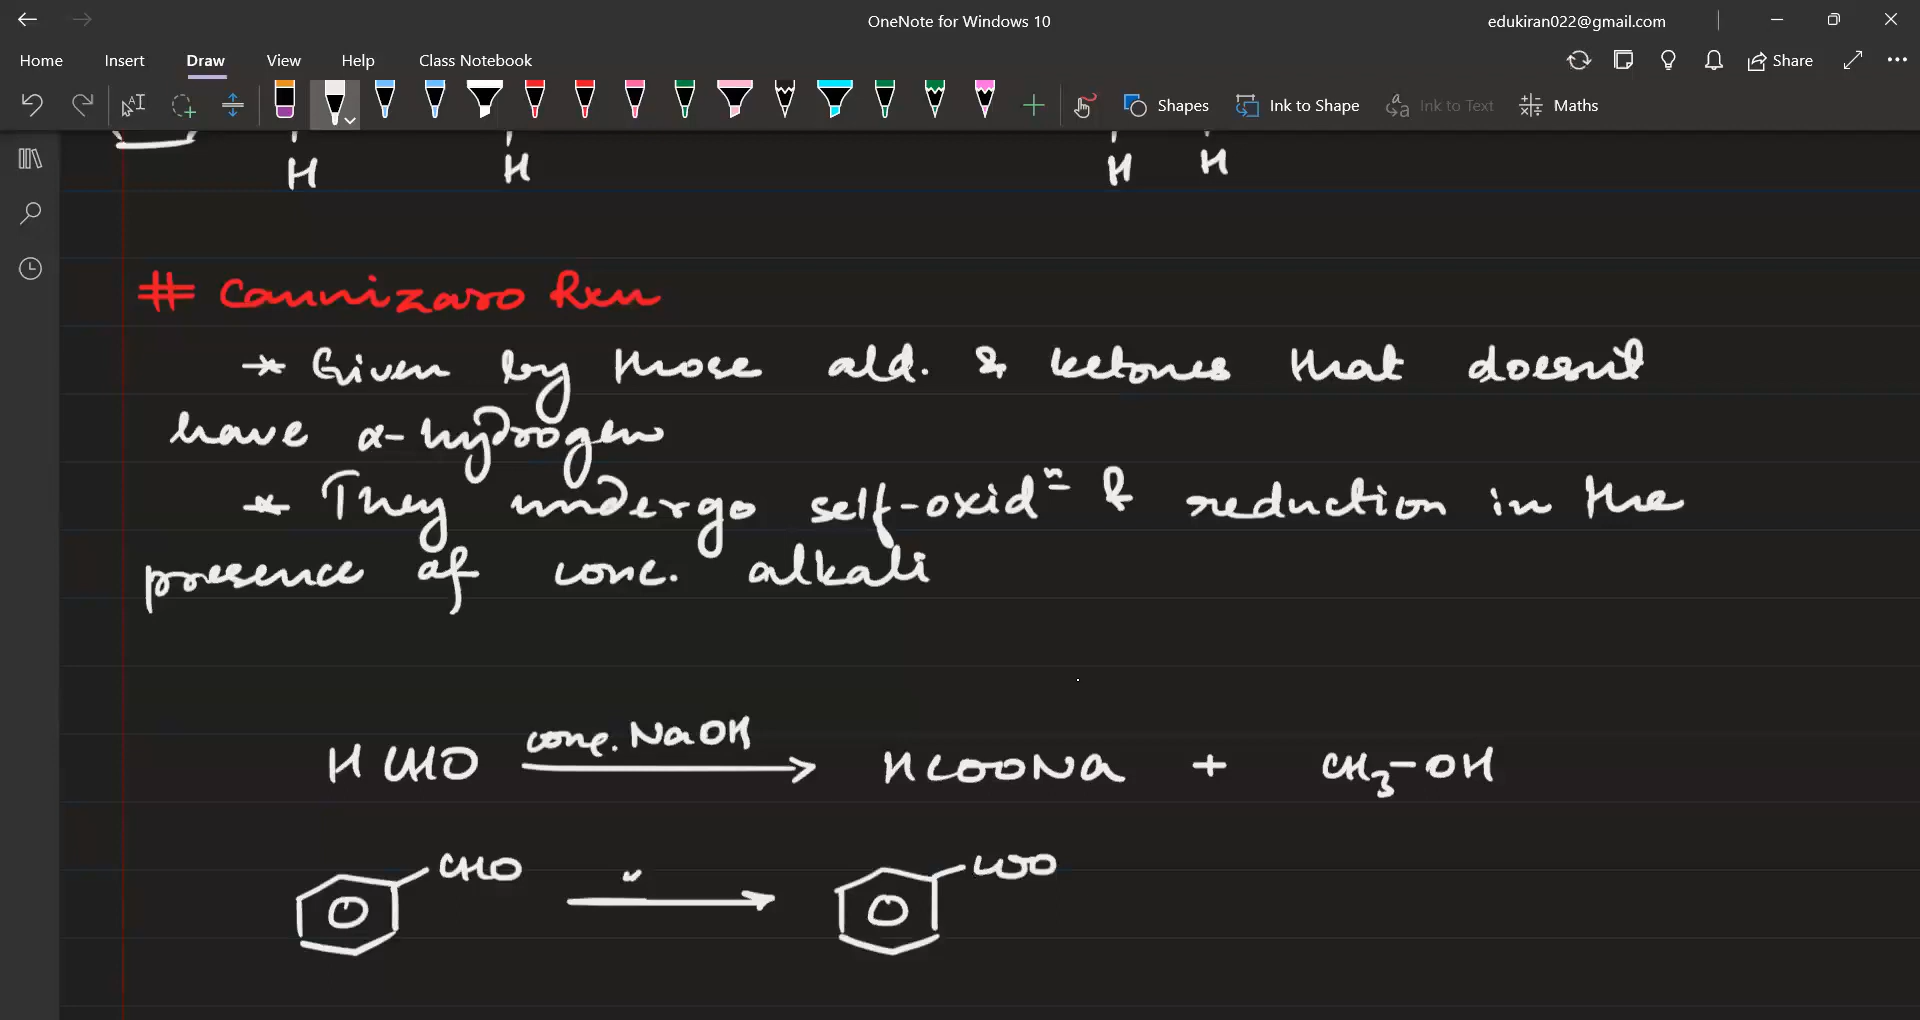 OneNote for Windows 10
edukiran022@gmail.com
Home Insert Draw View Help Class Notebook
Share
Shapes Ink to Shape Ink to Text Maths
H H H H
# Cannizaro Rxn
* Given by those ald. & ketones that doesn't
have α-hydrogen
* They undergo self-oxidⁿ & reduction in the
presence of conc. alkali
HCHO conc. NaOH → HCOONa + CH₃-OH
CHO " → COO